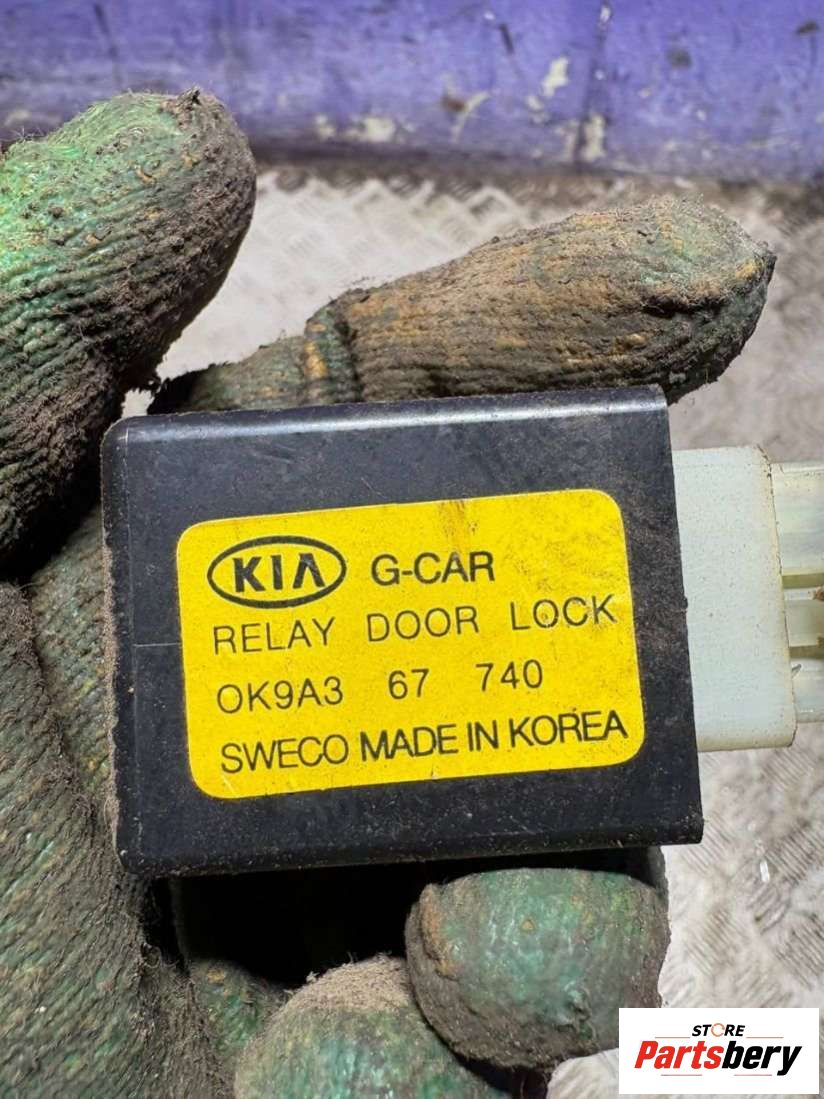 KIA G-CAR
RELAY DOOR LOCK
OK9A3 67 740
SWECO MADE IN KOREA
STORE
Partsbery